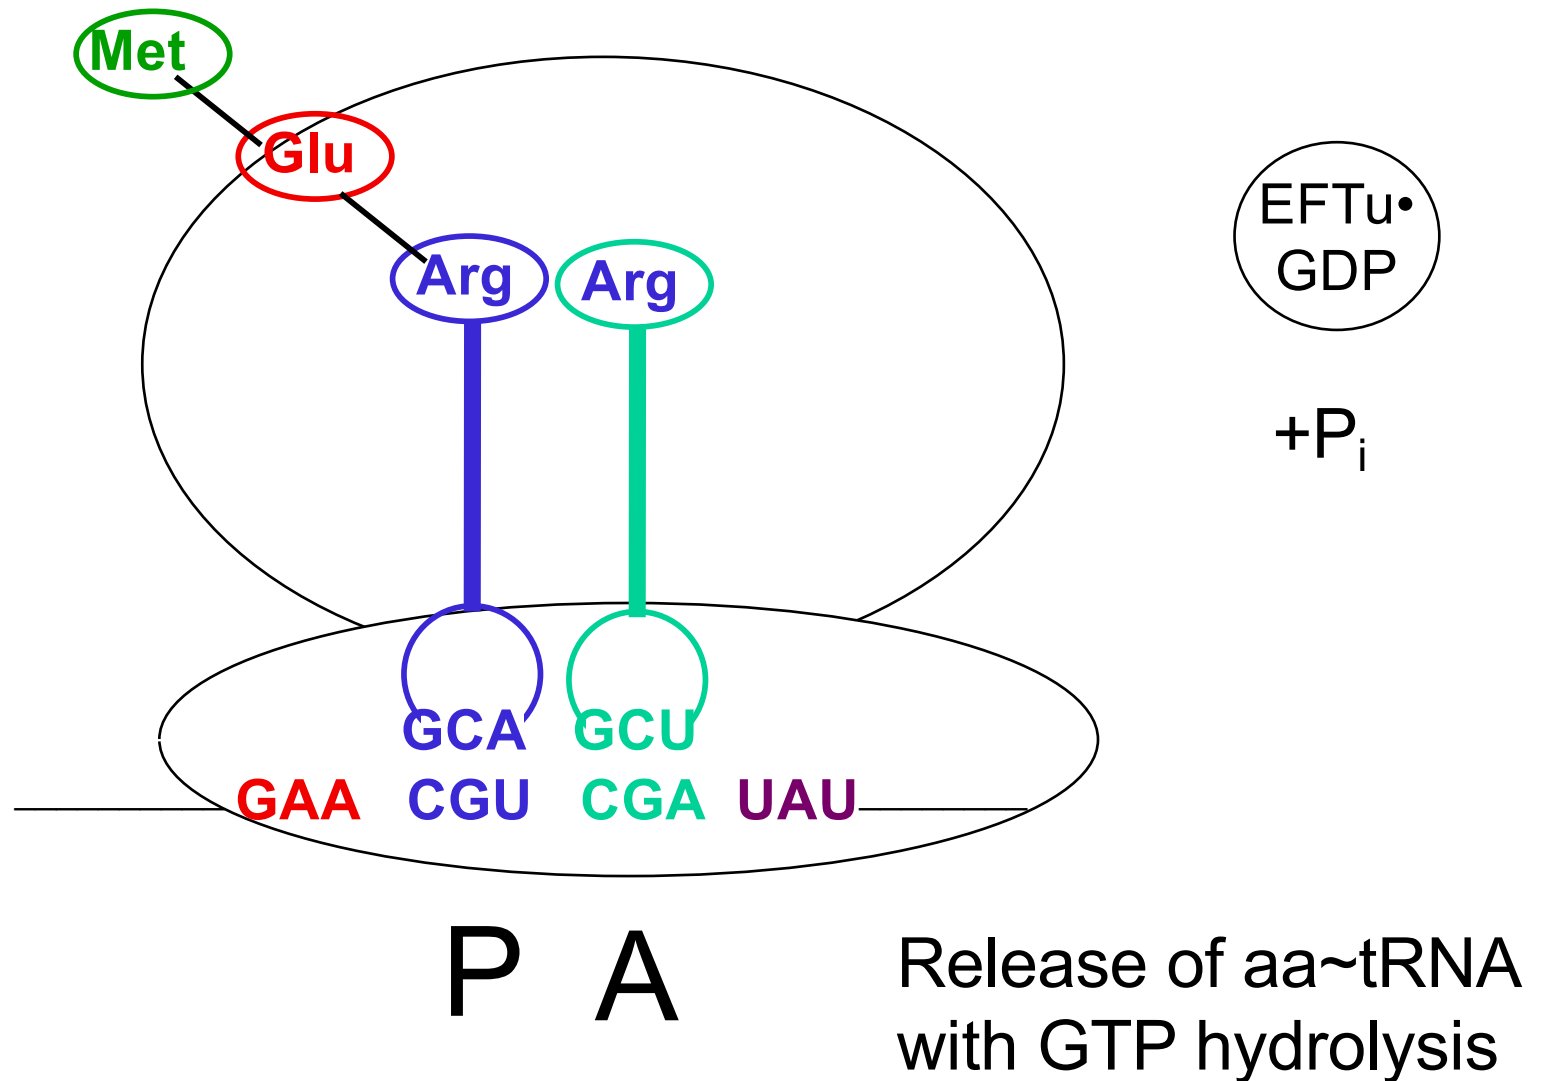 Met
Glu
Arg Arg
EFTu•
GDP
+Pi
GCA GCU
GAA CGU CGA UAU
P A
Release of aa~tRNA
with GTP hydrolysis